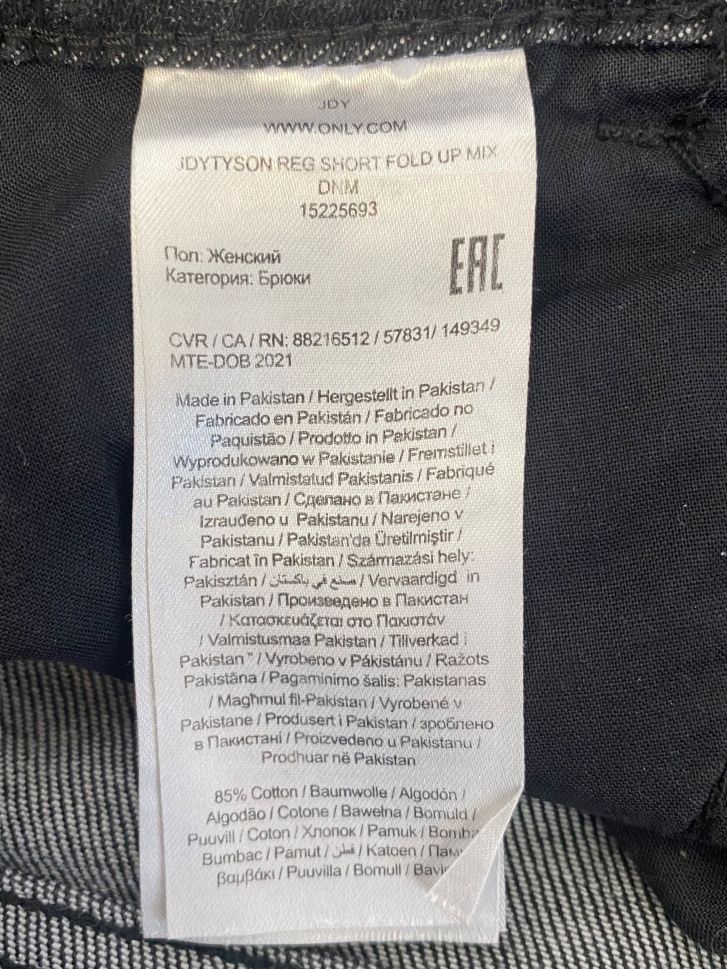 JDY
WWW.ONLY.COM
JDYTYSON REG SHORT FOLD UP MIX
DNM
15225693
Пол: Женский
Категория: Брюки
EAC
CVR / CA / RN: 88216512 / 57831/ 149349
MTE-DOB 2021
Made in Pakistan / Hergestellt in Pakistan /
Fabricado en Pakistán / Fabricado no
Paquistão / Prodotto in Pakistan /
Wyprodukowano w Pakistanie / Fremstillet i
Pakistan / Valmistatud Pakistanis / Fabriqué
au Pakistan / Сделано в Пакистане /
Izrađeno u Pakistanu / Narejeno v
Pakistanu / Pakistan'da Üretilmiştir /
Fabricat în Pakistan / Származási hely:
Pakisztán / صنع في باكستان / Vervaardigd in
Pakistan / Произведено в Пакистан
/ Κατασκευάζεται στο Πακιστάν
/ Valmistusmaa Pakistan / Tillverkad i
Pakistan " / Vyrobeno v Pákistánu / Ražots
Pakistāna / Pagaminimo šalis: Pakistanas
/ Magħmul fil-Pakistan / Vyrobené v
Pakistane / Produsert i Pakistan / зроблено
в Пакистані / Proizvedeno u Pakistanu /
Prodhuar në Pakistan
85% Cotton / Baumwolle / Algodón /
Algodão / Cotone / Bawełna / Bomuld /
Puuvill / Coton / Хлопок / Pamuk /
Bumbac / Pamut / قطن / Katoen /
βαμβάκι / Puuvilla / Bomull /